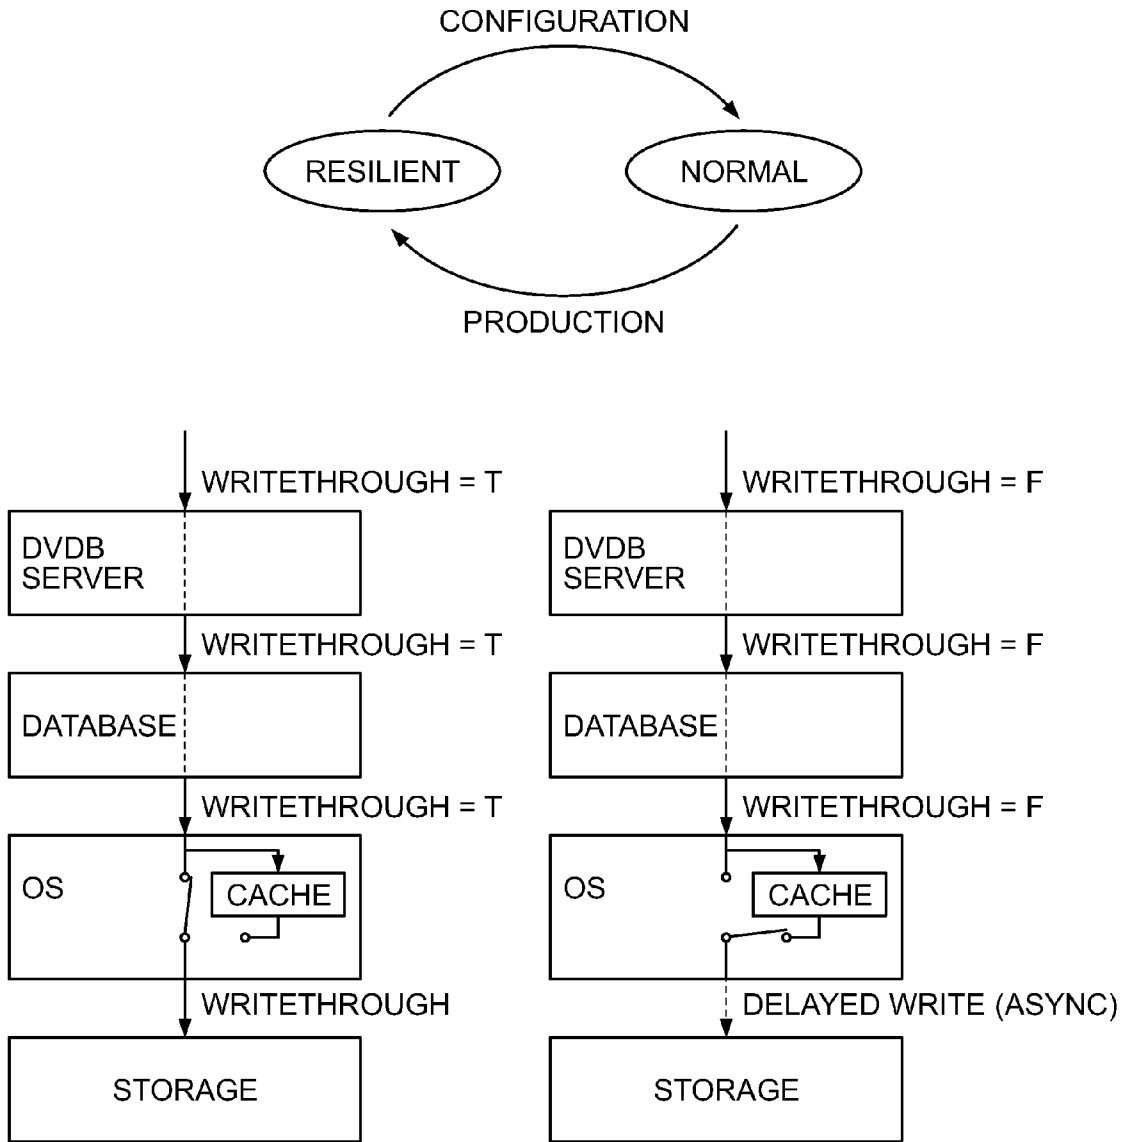 CONFIGURATION
RESILIENT
NORMAL
PRODUCTION
WRITETHROUGH = T
DVDB
SERVER
WRITETHROUGH = T
DATABASE
WRITETHROUGH = T
OS
CACHE
WRITETHROUGH
STORAGE
WRITETHROUGH = F
DVDB
SERVER
WRITETHROUGH = F
DATABASE
WRITETHROUGH = F
OS
CACHE
DELAYED WRITE (ASYNC)
STORAGE